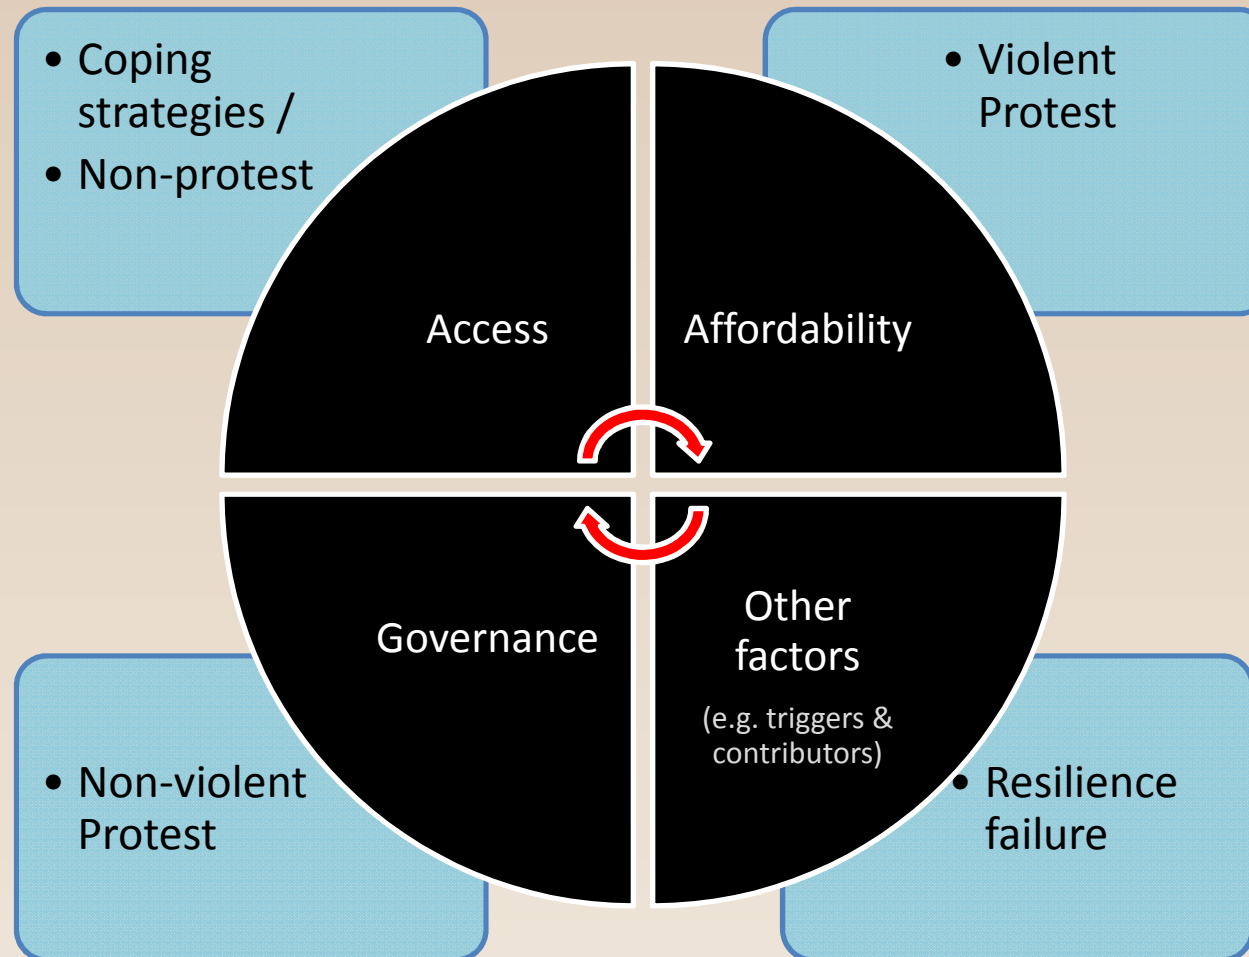 • Coping
strategies /
• Non-protest
• Violent
Protest
Access
Affordability
Governance
Other
factors
(e.g. triggers &
contributors)
• Non-violent
Protest
• Resilience
failure